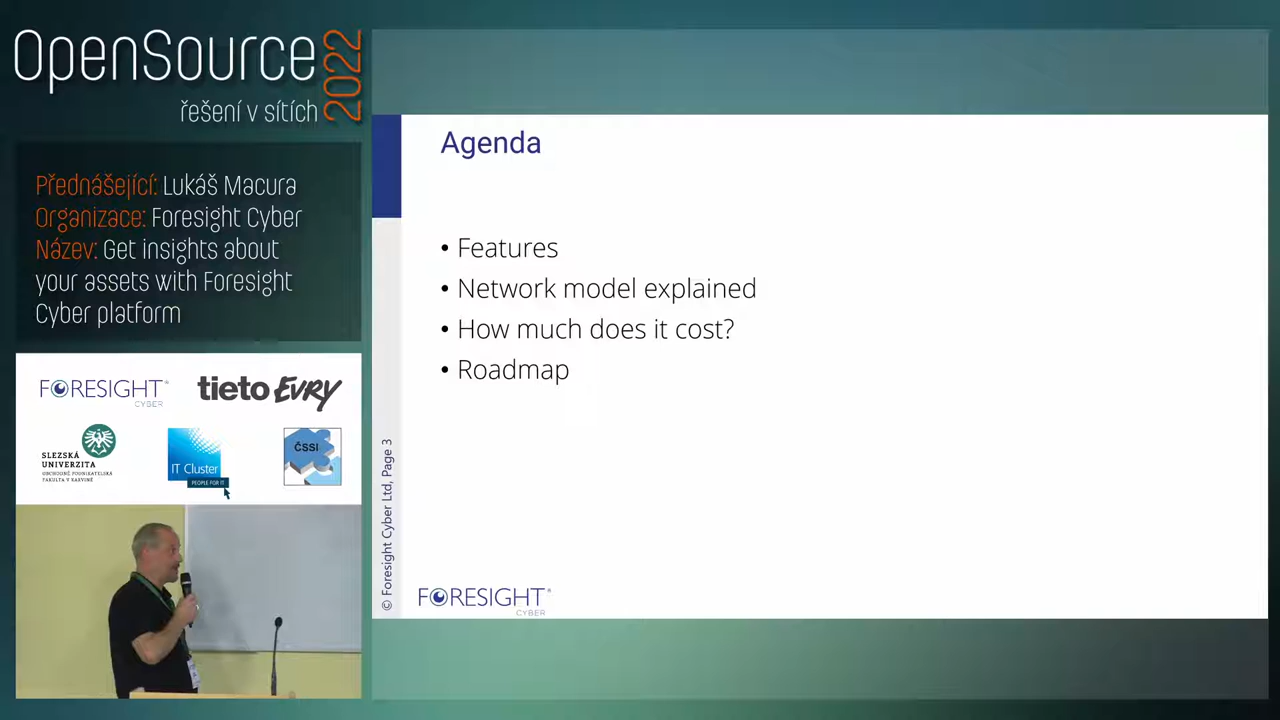 OpenSource
2022
řešení v sítích
Přednášející: Lukáš Macura
Organizace: Foresight Cyber
Název: Get insights about
your assets with Foresight
Cyber platform
FORESIGHT®
CYBER
tieto Evry
SLEZSKÁ
UNIVERZITA
OBCHODNĚ PODNIKATELSKÁ
FAKULTA V KARVINÉ
IT Cluster
PEOPLE FOR IT
ČSSI
Agenda
• Features
• Network model explained
• How much does it cost?
• Roadmap
© Foresight Cyber Ltd, Page 3
FORESIGHT®
CYBER